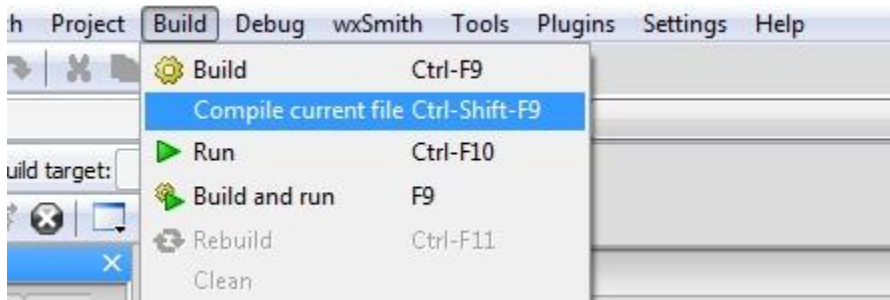 h Project Build Debug wxSmith Tools Plugins Settings Help
Build Ctrl-F9
Compile current file Ctrl-Shift-F9
Run Ctrl-F10
uild target:
Build and run F9
Rebuild Ctrl-F11
Clean